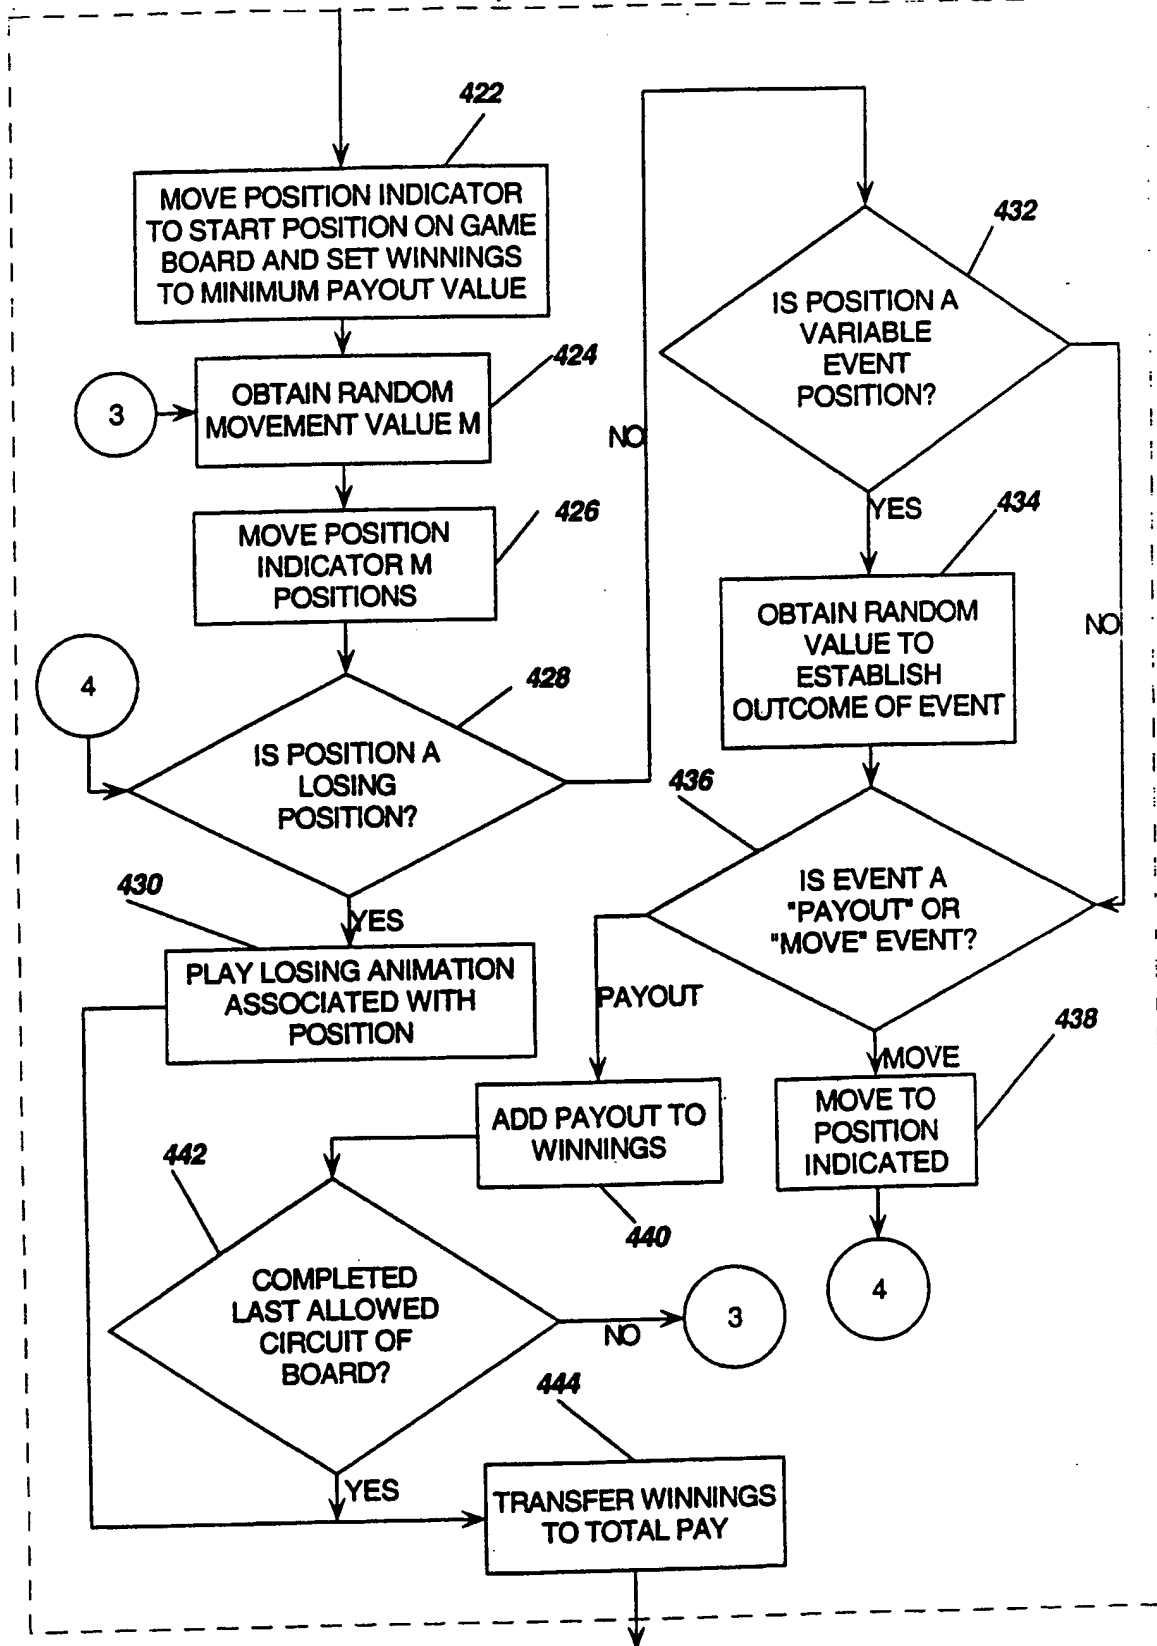 422
MOVE POSITION INDICATOR
TO START POSITION ON GAME
BOARD AND SET WINNINGS
TO MINIMUM PAYOUT VALUE
424
3
OBTAIN RANDOM
MOVEMENT VALUE M
426
MOVE POSITION
INDICATOR M
POSITIONS
4
428
IS POSITION A
LOSING
POSITION?
NO
430
YES
PLAY LOSING ANIMATION
ASSOCIATED WITH
POSITION
432
IS POSITION A
VARIABLE
EVENT
POSITION?
YES
NO
434
OBTAIN RANDOM
VALUE TO
ESTABLISH
OUTCOME OF EVENT
436
IS EVENT A
"PAYOUT" OR
"MOVE" EVENT?
PAYOUT
MOVE
438
MOVE TO
POSITION
INDICATED
4
ADD PAYOUT TO
WINNINGS
440
442
COMPLETED
LAST ALLOWED
CIRCUIT OF
BOARD?
NO
3
YES
444
TRANSFER WINNINGS
TO TOTAL PAY